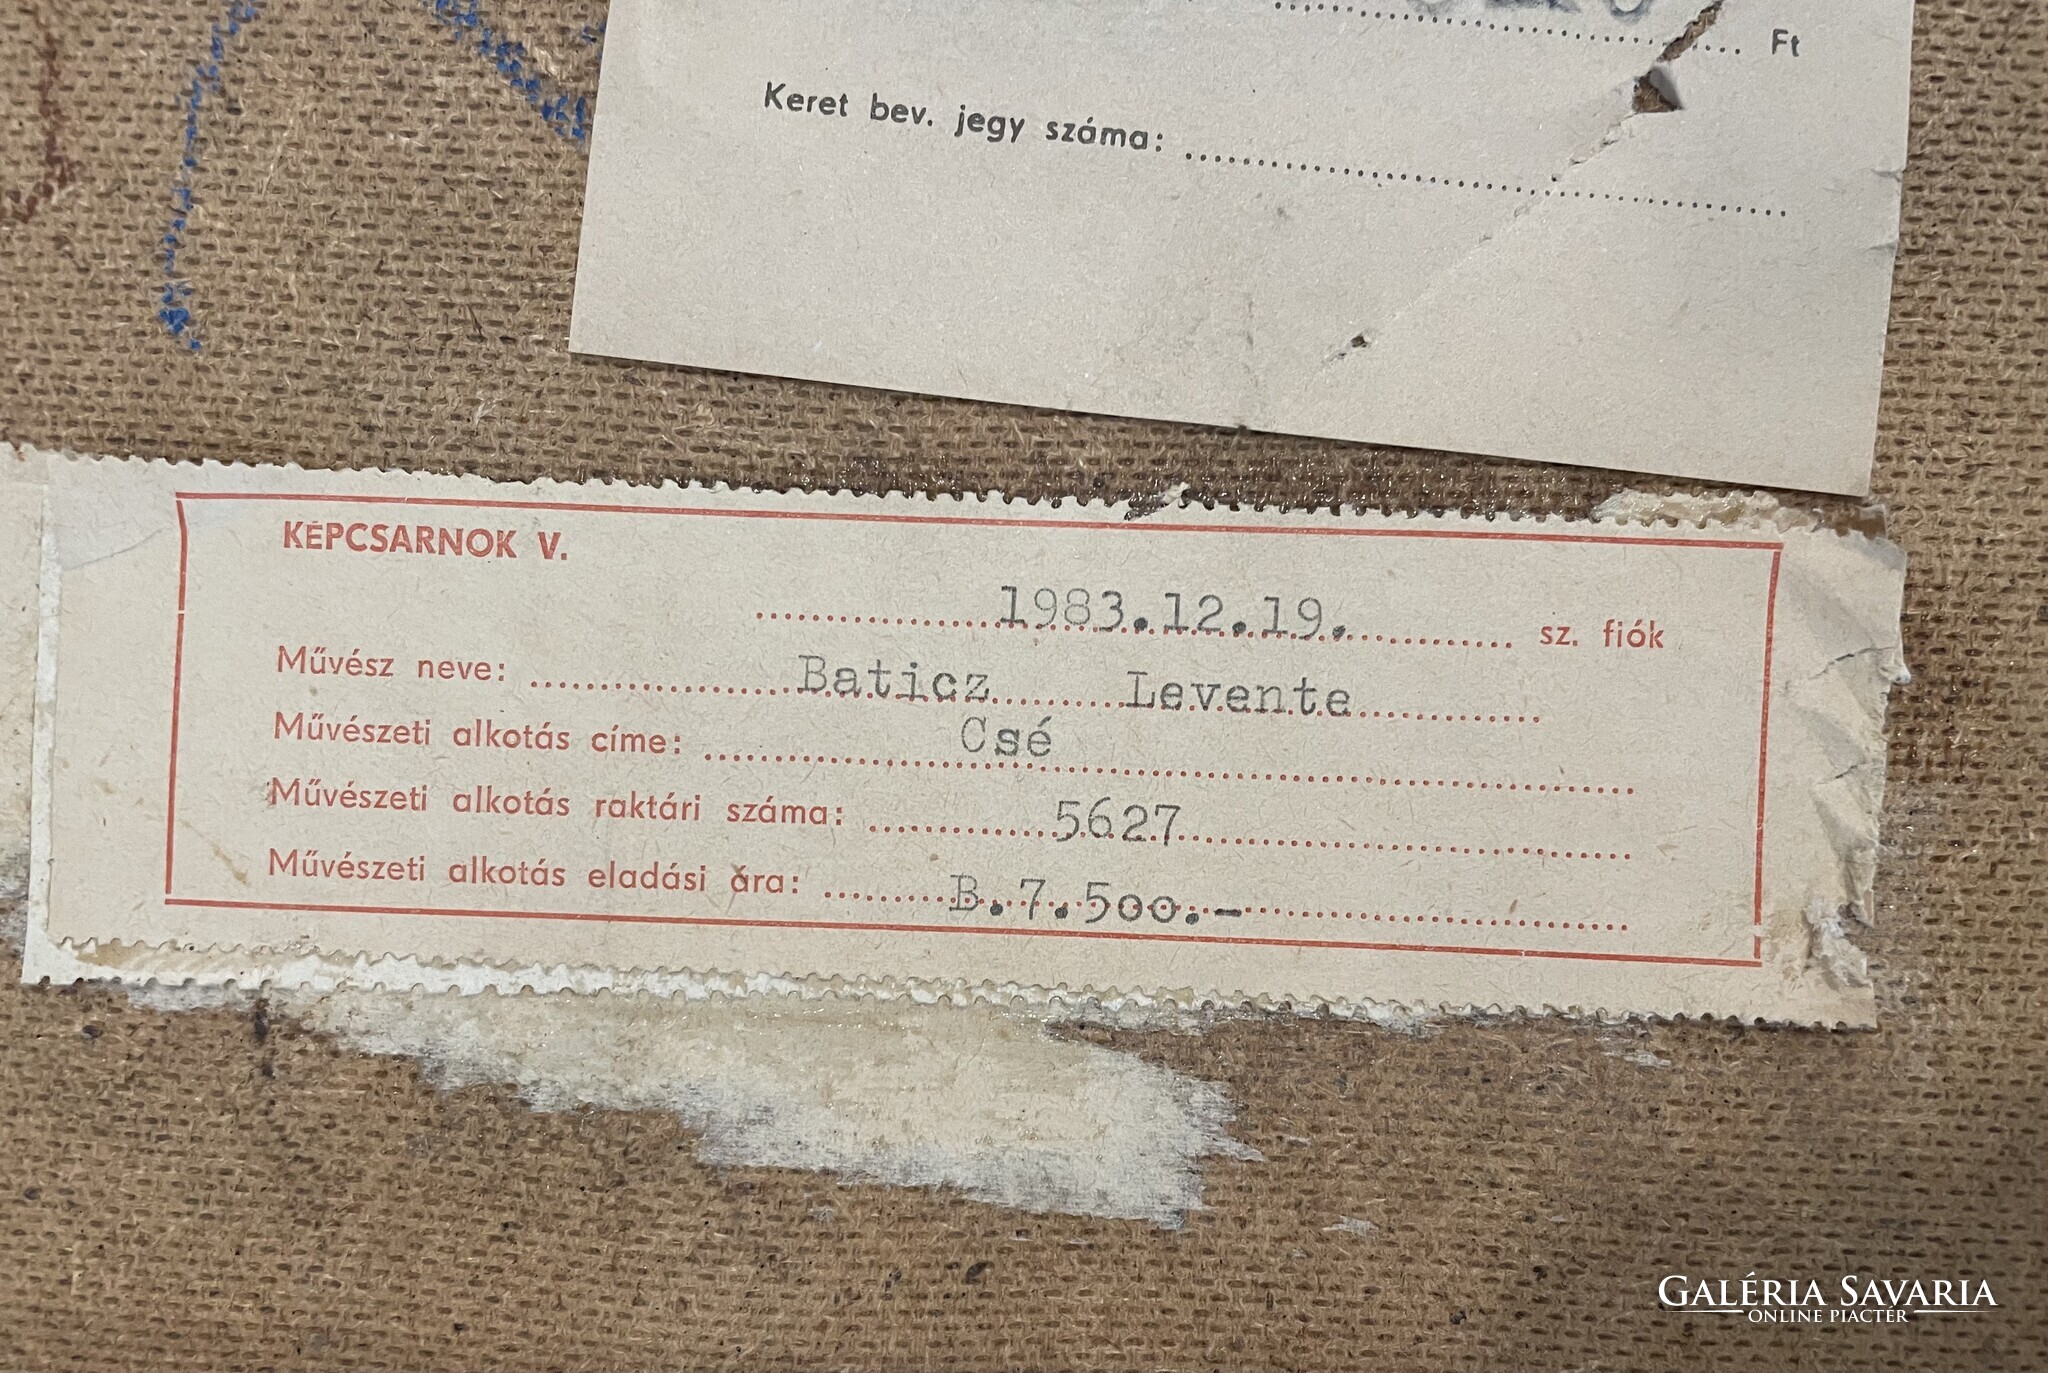 Ft
Keret bev. jegy száma:
KÉPCSARNOK V.
1983.12.19. sz. fiók
Művész neve: Baticz Levente
Művészeti alkotás címe: Csé
Művészeti alkotás raktári száma: 5627
Művészeti alkotás eladási ára: B.7.500.-
GALÉRIA SAVARIA
ONLINE PIACTÉR